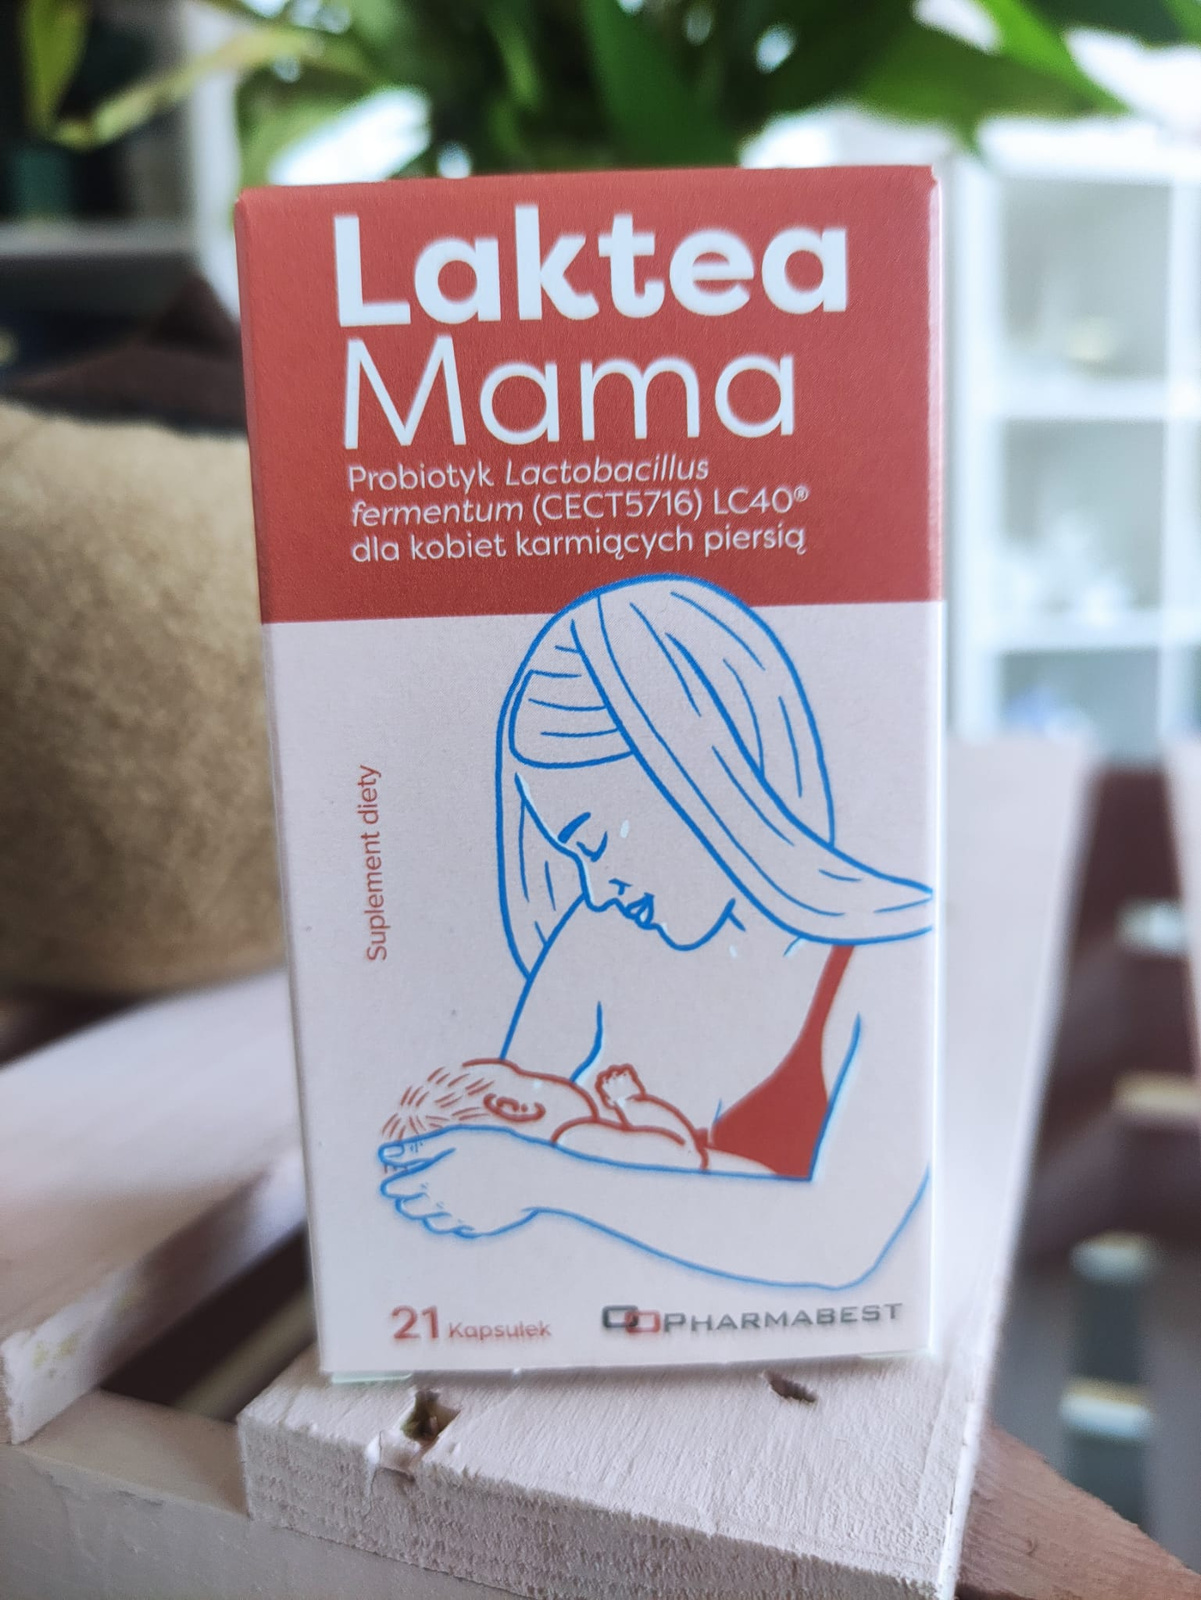 Laktea
Mama
Probiotyk Lactobacillus
fermentum (CECT5716) LC40®
dla kobiet karmiących piersią
Suplement diety
21 Kapsułek
PHARMABEST